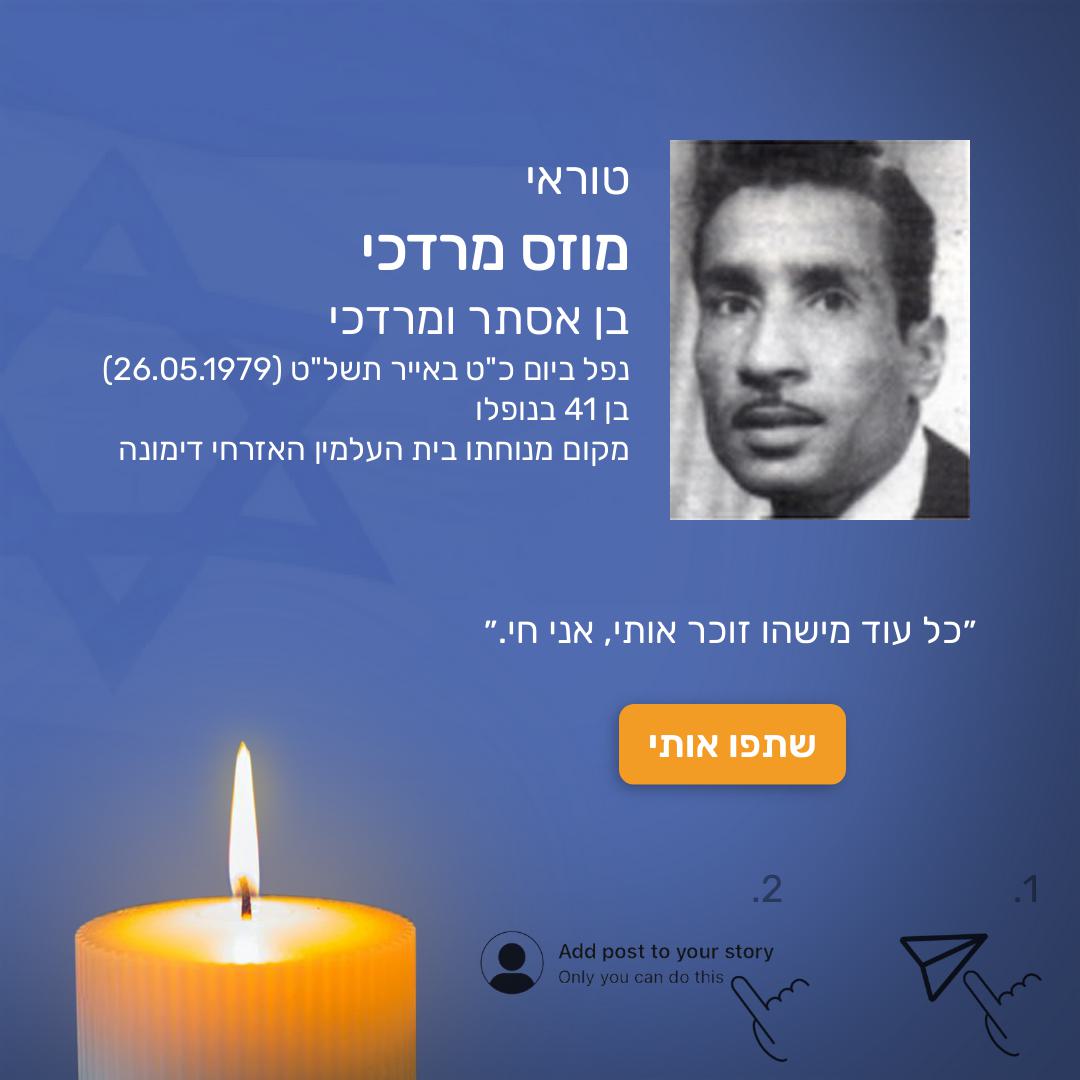 טוראי
מוזס מרדכי
בן אסתר ומרדכי
נפל ביום כ"ט באייר תשל"ט (26.05.1979)
בן 41 בנופלו
מקום מנוחתו בית העלמין האזרחי דימונה
״כל עוד מישהו זוכר אותי, אני חי.״
שתפו אותי
1.
2.
Add post to your story
Only you can do this